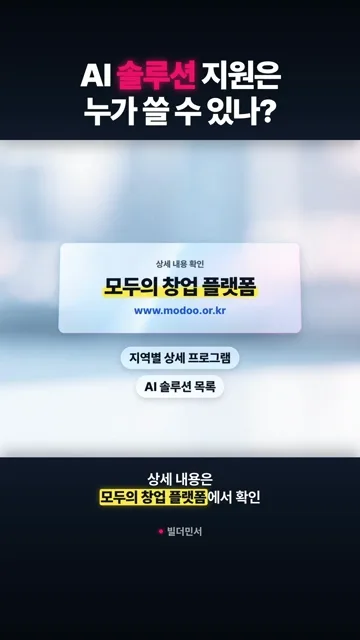 AI 솔루션 지원은
누가 쓸 수 있나?
상세 내용 확인
모두의 창업 플랫폼
www.modoo.or.kr
지역별 상세 프로그램
AI 솔루션 목록
상세 내용은
모두의 창업 플랫폼에서 확인
빌더민서